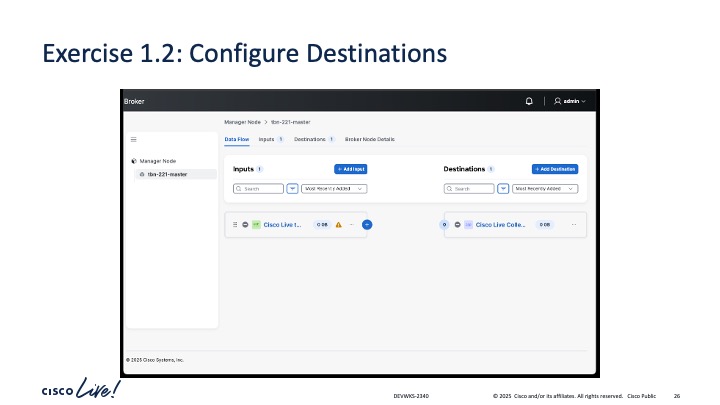 Exercise 1.2: Configure Destinations
Broker
admin
Manager Node > tbn-221-master
Data Flow Inputs 1 Destinations 1 Broker Node Details
Manager Node
tbn-221-master
Inputs 1 + Add Input
Search Most Recently Added
Destinations 1 + Add Destination
Search Most Recently Added
Cisco Live I... 0 GB ...
0 Cisco Live Colle... 0 GB ...
© 2025 Cisco Systems, Inc.
CISCO Live!
DEVWKS-2340
© 2025 Cisco and/or its affiliates. All rights reserved. Cisco Public
26